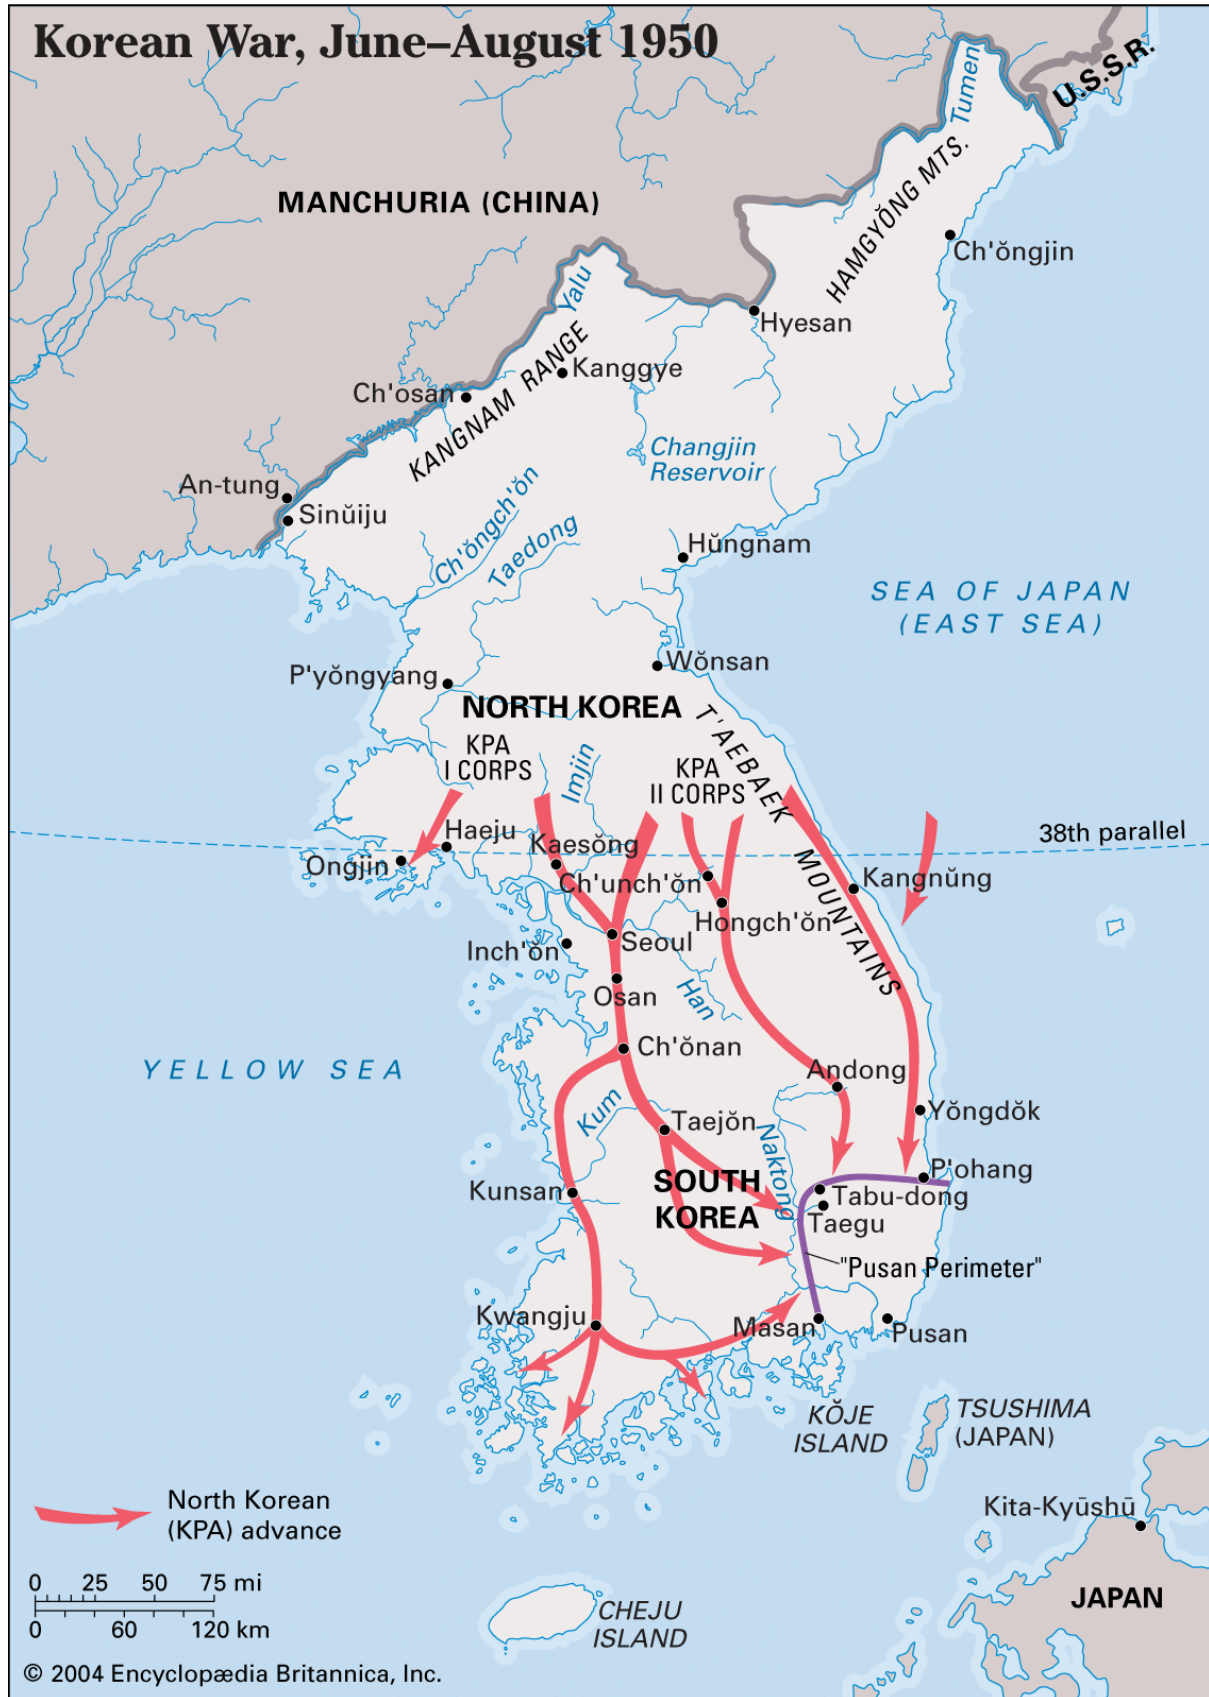 Korean War, June–August 1950
U.S.S.R.
Tumen
HAMGYŎNG MTS.
MANCHURIA (CHINA)
Ch'ŏngjin
Yalu
Hyesan
KANGNAM RANGE
Kanggye
Ch'osan
Changjin
Reservoir
An-tung
Sinŭiju
Ch'ŏngch'ŏn
Taedong
Hŭngnam
SEA OF JAPAN
(EAST SEA)
Wŏnsan
P'yŏngyang
NORTH KOREA
T'AEBAEK MOUNTAINS
KPA
I CORPS
Imjin
KPA
II CORPS
38th parallel
Haeju
Kaesŏng
Ongjin
Ch'unch'ŏn
Kangnŭng
Hongch'ŏn
Seoul
Inch'ŏn
Osan
Han
Ch'ŏnan
YELLOW SEA
Andong
Kum
Yŏngdŏk
Taejŏn
Naktong
P'ohang
SOUTH
KOREA
Kunsan
Tabu-dong
Taegu
"Pusan Perimeter"
Kwangju
Masan
Pusan
KŎJE
ISLAND
TSUSHIMA
(JAPAN)
North Korean
(KPA) advance
Kita-Kyūshū
0 25 50 75 mi
0 60 120 km
JAPAN
CHEJU
ISLAND
© 2004 Encyclopædia Britannica, Inc.